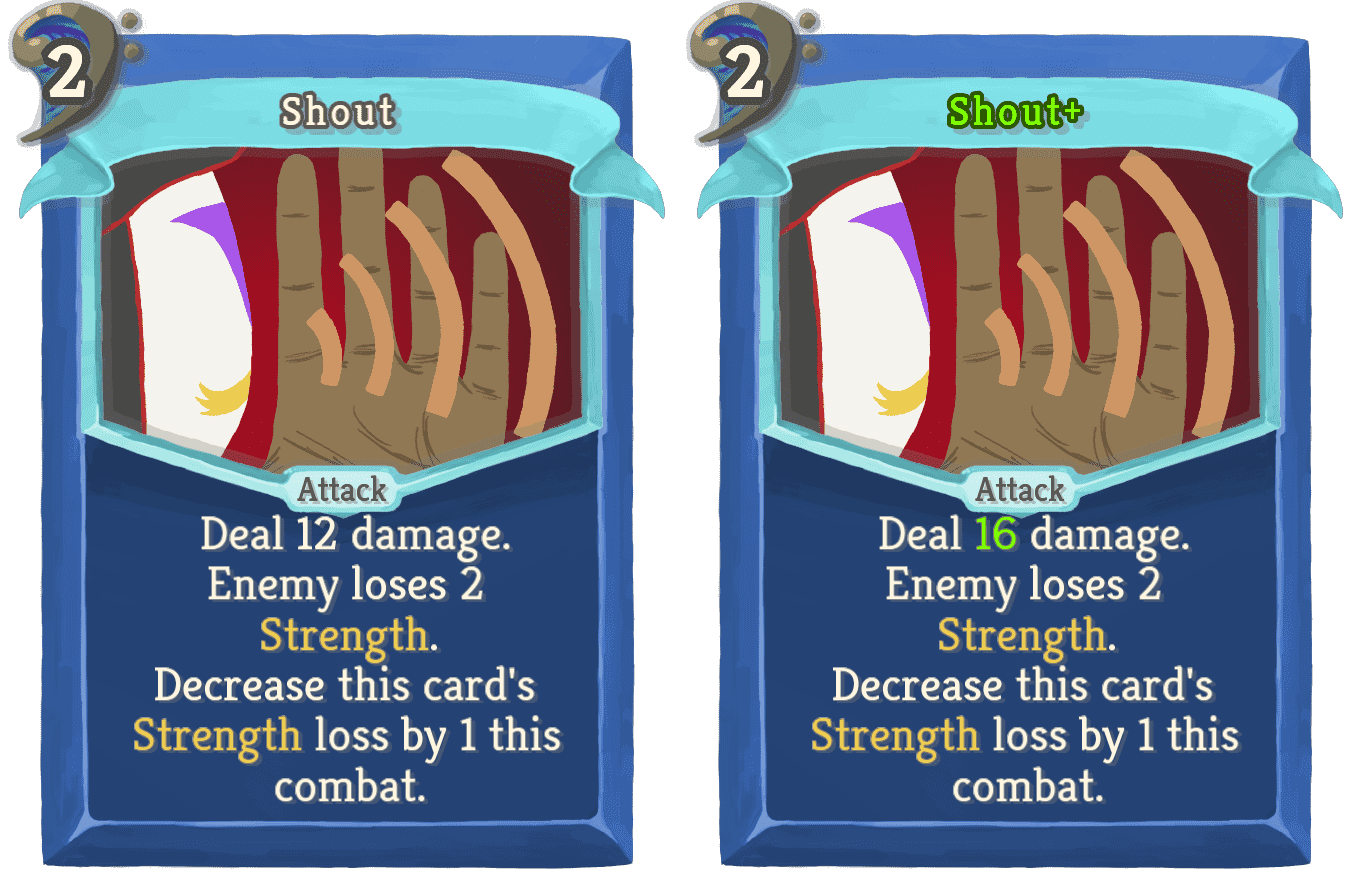 2
Shout
Attack
Deal 12 damage.
Enemy loses 2
Strength.
Decrease this card's
Strength loss by 1 this
combat.
2
Shout+
Attack
Deal 16 damage.
Enemy loses 2
Strength.
Decrease this card's
Strength loss by 1 this
combat.